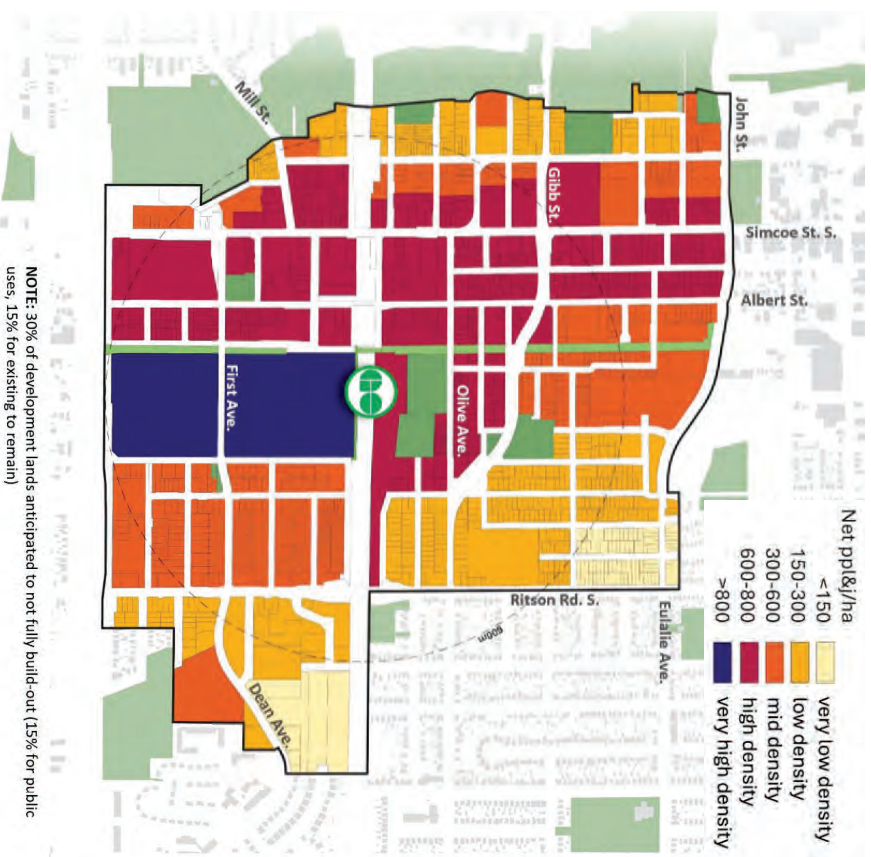 John St.
Mill St.
Gibb St.
Simcoe St. S.
Albert St.
First Ave.
Olive Ave.
Ritson Rd. S.
600m
Eulalie Ave.
Dean Ave.
Net ppl&j/ha
<150 very low density
150-300 low density
300-600 mid density
600-800 high density
>800 very high density
NOTE: 30% of development lands anticipated to not fully build-out (15% for public
uses, 15% for existing to remain)